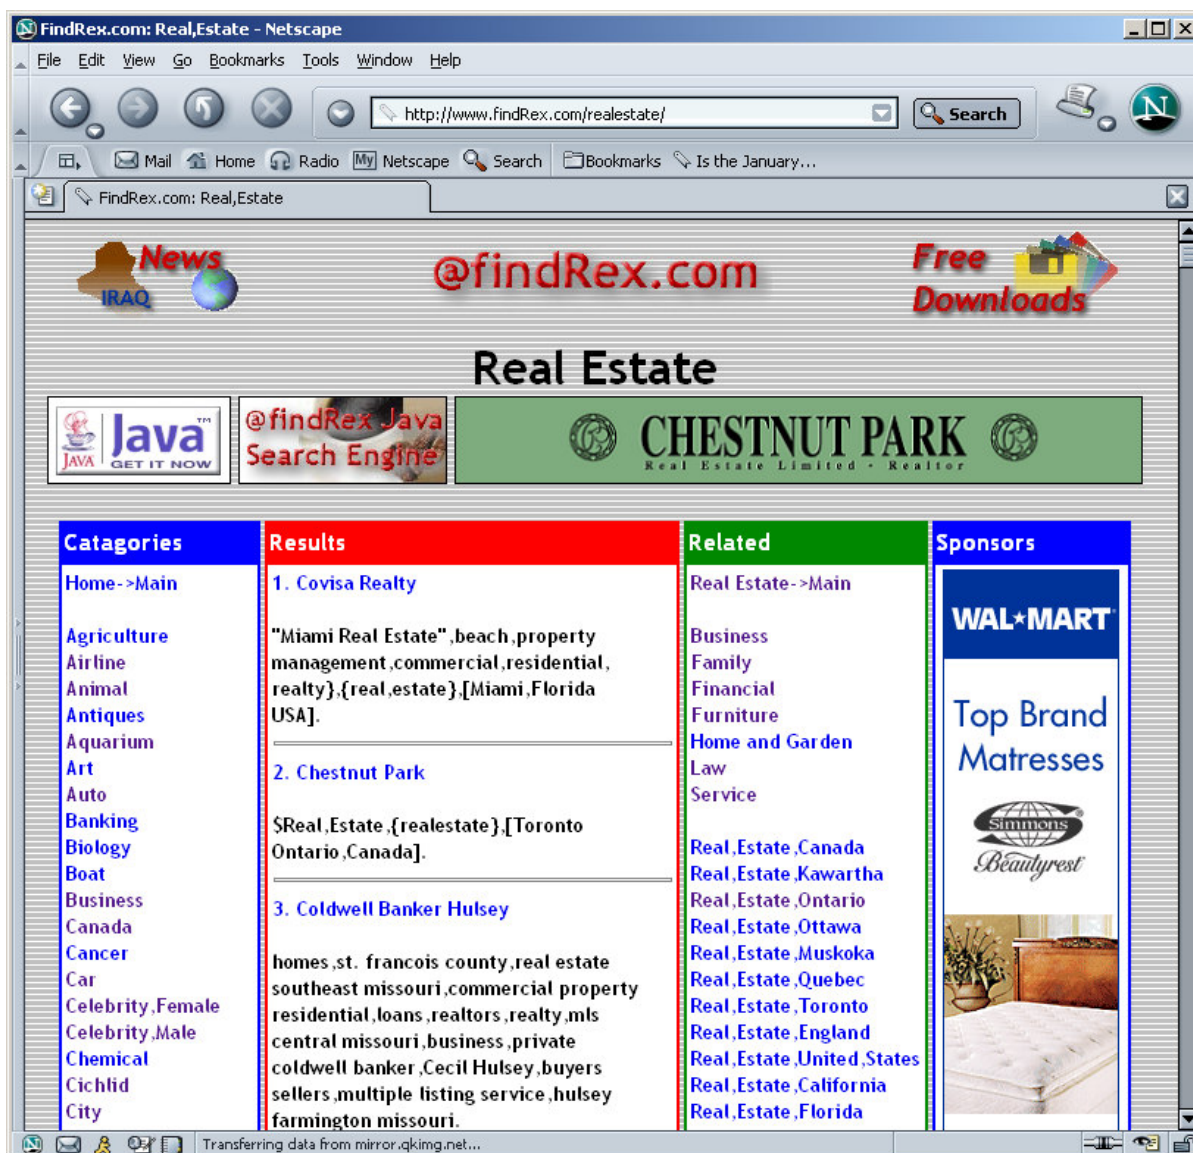 FindRex.com: Real,Estate - Netscape
File Edit View Go Bookmarks Tools Window Help
http://www.findRex.com/realestate/
Search
N
Mail Home Radio My Netscape Search Bookmarks Is the January...
FindRex.com: Real,Estate
News
IRAQ
@findRex.com
Free
Downloads
Real Estate
JAVA
Java™
GET IT NOW
@findRex Java
Search Engine
CHESTNUT PARK
Real Estate Limited • Realtor
Catagories
Home->Main
Agriculture
Airline
Animal
Antiques
Aquarium
Art
Auto
Banking
Biology
Boat
Business
Canada
Cancer
Car
Celebrity,Female
Celebrity,Male
Chemical
Cichlid
City
Results
1. Covisa Realty
"Miami Real Estate",beach,property
management,commercial,residential,
realty},{real,estate},[Miami,Florida
USA].
2. Chestnut Park
$Real,Estate,{realestate},[Toronto
Ontario,Canada].
3. Coldwell Banker Hulsey
homes,st. francois county,real estate
southeast missouri,commercial property
residential,loans,realtors,realty,mls
central missouri,business,private
coldwell banker,Cecil Hulsey,buyers
sellers,multiple listing service,hulsey
farmington missouri.
Related
Real Estate->Main
Business
Family
Financial
Furniture
Home and Garden
Law
Service
Real,Estate,Canada
Real,Estate,Kawartha
Real,Estate,Ontario
Real,Estate,Ottawa
Real,Estate,Muskoka
Real,Estate,Quebec
Real,Estate,Toronto
Real,Estate,England
Real,Estate,United,States
Real,Estate,California
Real,Estate,Florida
Sponsors
WAL★MART
Top Brand
Matresses
Simmons
Beautyrest
Transferring data from mirror.qkimg.net...